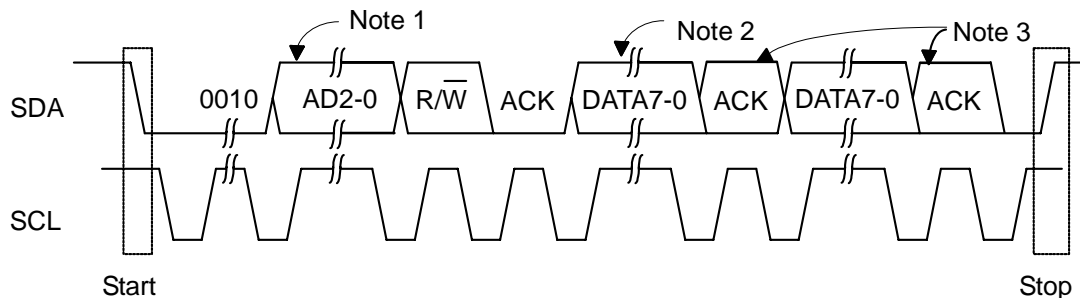 Note 1
Note 2
Note 3
SDA
0010
AD2-0
R/W̅
ACK
DATA7-0
ACK
DATA7-0
ACK
SCL
Start
Stop